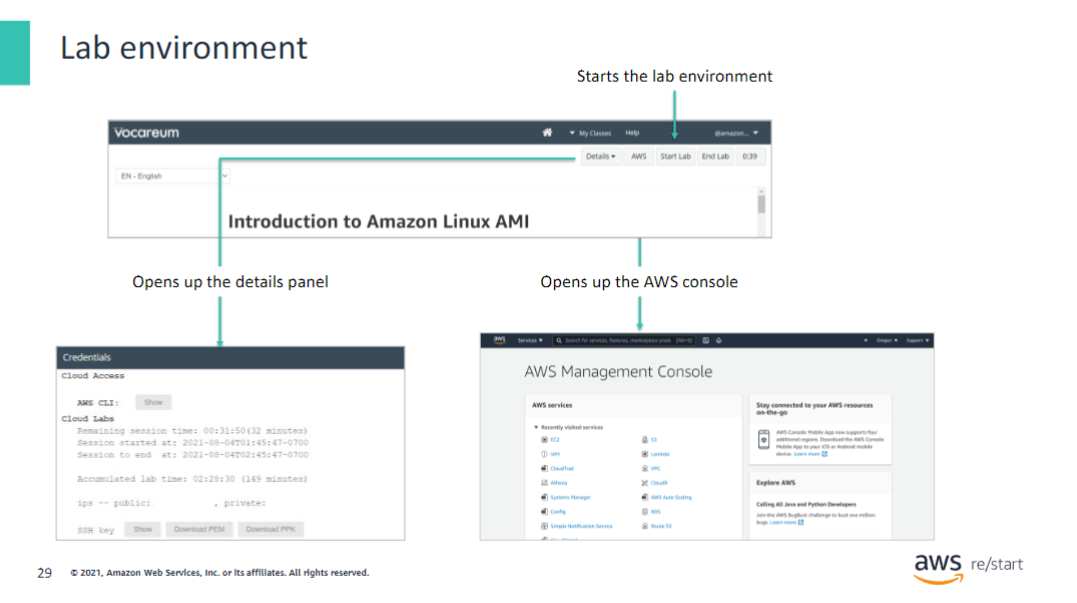 Lab environment
Starts the lab environment
vocareum
My Classes Help @amazon...
Details AWS Start Lab End Lab 0:39
EN - English
Introduction to Amazon Linux AMI
Opens up the details panel
Opens up the AWS console
Credentials
Cloud Access
AWS CLI: Show
Cloud Labs
Remaining session time: 00:31:50(32 minutes)
Session started at: 2021-08-04T01:45:47-0700
Session to end at: 2021-08-04T02:45:47-0700
Accumulated lab time: 02:28:30 (149 minutes)
ips -- public: , private:
SSH key Show Download PEM Download PPK
aws Services Search for services, features, marketplace produ [Alt+S] Oregon Support
AWS Management Console
AWS services
Recently visited services
EC2 S3
IAM Lambda
CloudTrail VPC
Athena Cloud9
Systems Manager AWS Auto Scaling
Config RDS
Simple Notification Service Route 53
Stay connected to your AWS resources
on-the-go
AWS Console Mobile App now supports four
additional regions. Download the AWS Console
Mobile App to your iOS or Android mobile
device. Learn more
Explore AWS
Calling All Java and Python Developers
Join the AWS BugBust challenge to bust one million
bugs. Learn more
29 © 2021, Amazon Web Services, Inc. or its affiliates. All rights reserved.
aws re/start